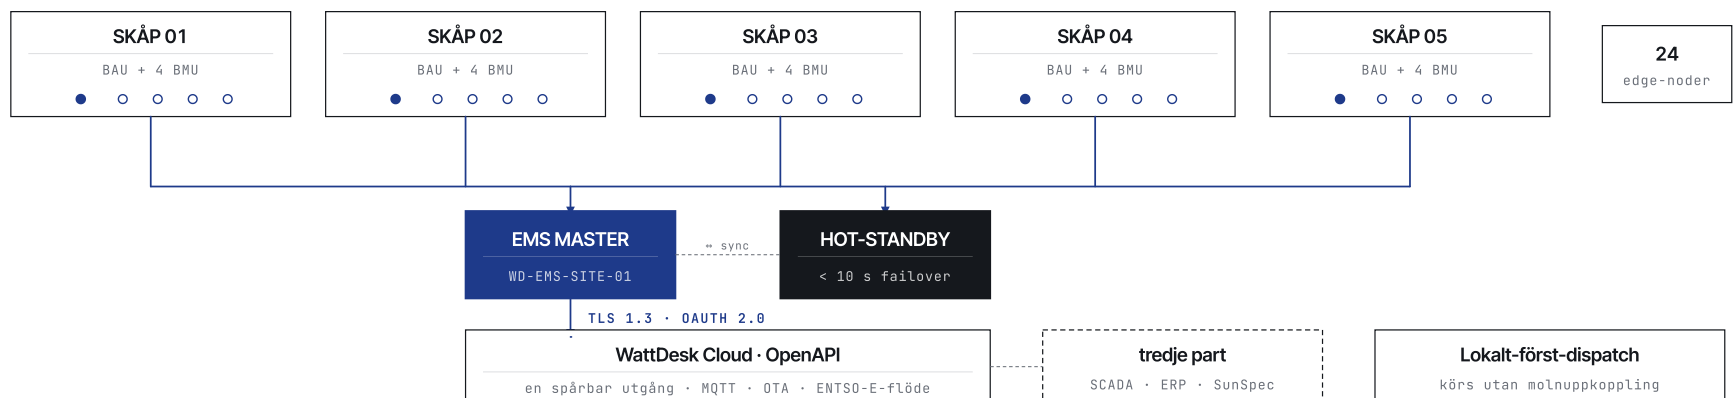 SKÅP 01
BAU + 4 BMU
SKÅP 02
BAU + 4 BMU
SKÅP 03
BAU + 4 BMU
SKÅP 04
BAU + 4 BMU
SKÅP 05
BAU + 4 BMU
24
edge-noder
EMS MASTER
WD-EMS-SITE-01
↔ sync
HOT-STANDBY
< 10 s failover
TLS 1.3 · OAUTH 2.0
WattDesk Cloud · OpenAPI
en spårbar utgång · MQTT · OTA · ENTSO-E-flöde
tredje part
SCADA · ERP · SunSpec
Lokalt-först-dispatch
körs utan molnuppkoppling